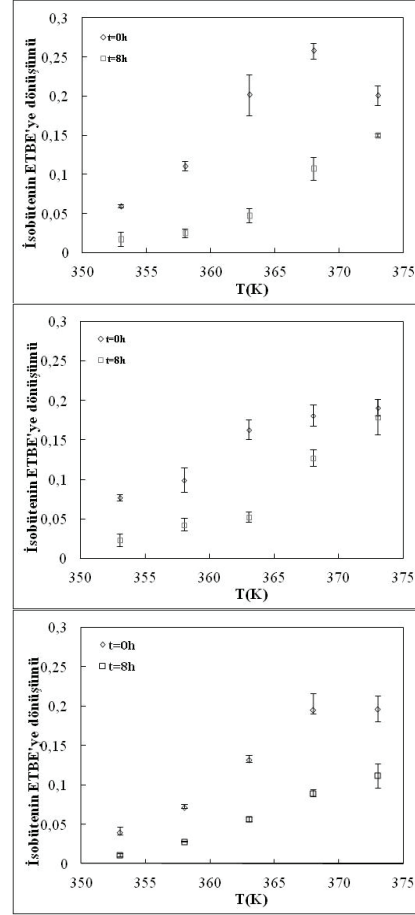 0,3
0,25
0,2
0,15
0,1
0,05
0
İsobütenin ETBE'ye dönüşümü
t=0h
t=8h
350 355 360 365 370 375
T(K)
0,3
0,25
0,2
0,15
0,1
0,05
0
İsobütenin ETBE'ye dönüşümü
t=0h
t=8h
350 355 360 365 370 375
T(K)
0,3
0,25
0,2
0,15
0,1
0,05
0
İsobütenin ETBE'ye dönüşümü
t=0h
t=8h
350 355 360 365 370 375
T(K)